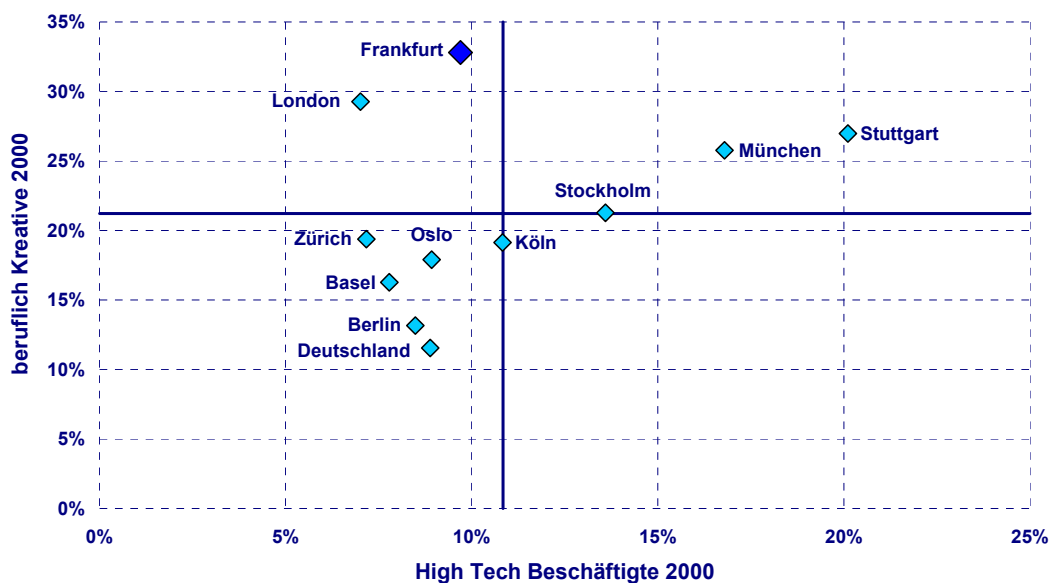 35%
Frankfurt
30%
London
Stuttgart
25%
München
Stockholm
20%
Zürich
Oslo
Köln
15%
Basel
Berlin
Deutschland
10%
5%
0%
beruflich Kreative 2000
0%
5%
10%
15%
20%
25%
High Tech Beschäftigte 2000